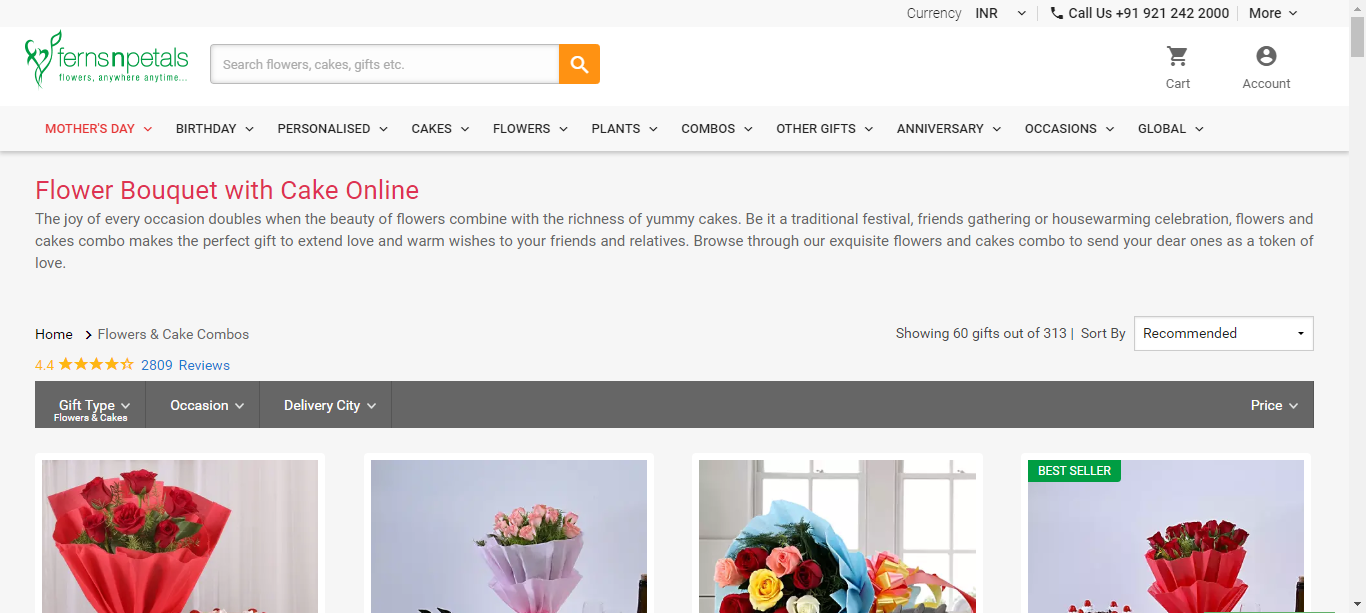 Currency INR Call Us +91 921 242 2000 More
fernsnpetals
flowers, anywhere anytime...
Search flowers, cakes, gifts etc.
Cart
Account
MOTHER'S DAY BIRTHDAY PERSONALISED CAKES FLOWERS PLANTS COMBOS OTHER GIFTS ANNIVERSARY OCCASIONS GLOBAL
Flower Bouquet with Cake Online
The joy of every occasion doubles when the beauty of flowers combine with the richness of yummy cakes. Be it a traditional festival, friends gathering or housewarming celebration, flowers and
cakes combo makes the perfect gift to extend love and warm wishes to your friends and relatives. Browse through our exquisite flowers and cakes combo to send your dear ones as a token of
love.
Home Flowers & Cake Combos
Showing 60 gifts out of 313 | Sort By Recommended
4.4 2809 Reviews
Gift Type Occasion Delivery City Price
Flowers & Cakes
BEST SELLER